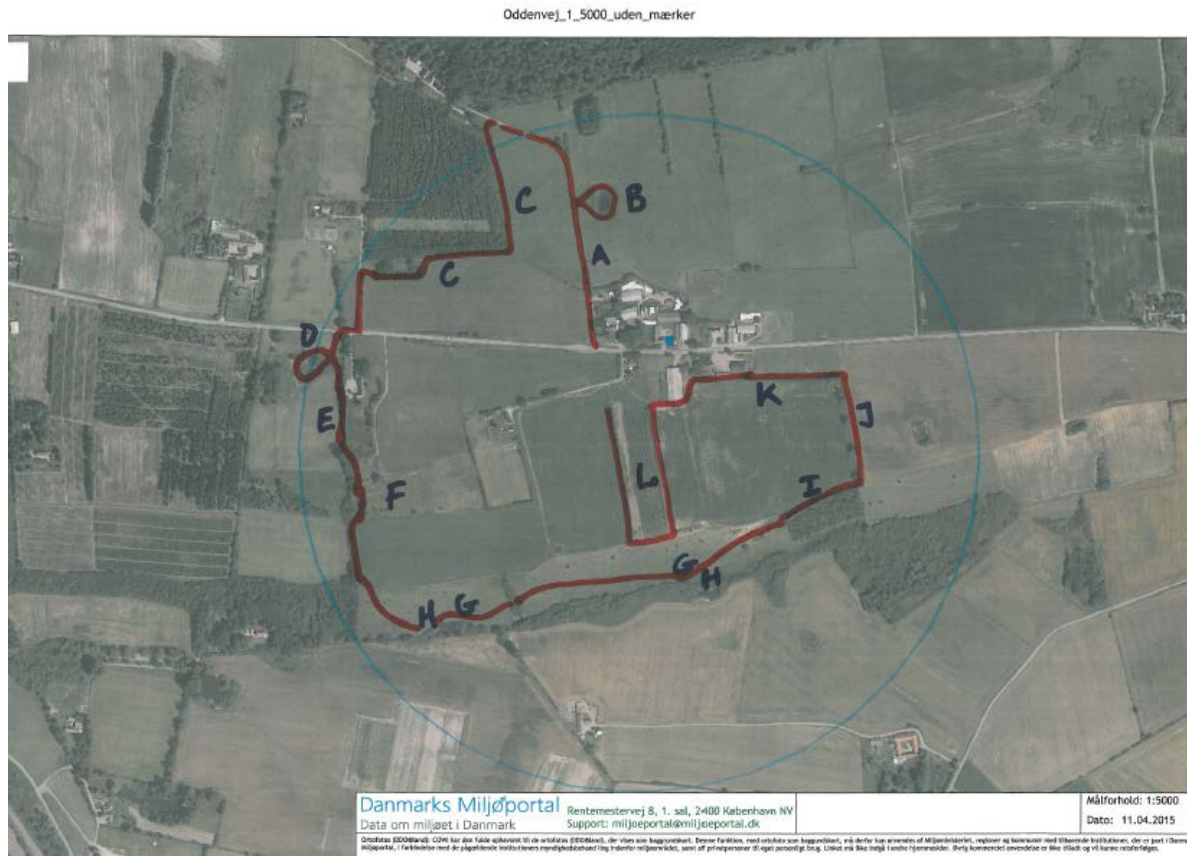 Oddenvej_1_5000_uden_mærker
C
B
A
C
D
K
J
E
L
I
F
G
H
H G
Danmarks Miljøportal
Data om miljøet i Danmark
Rentemestervej 8, 1. sal, 2400 København NV
Support: miljoeportal@miljoeportal.dk
Målforhold: 1:5000
Dato: 11.04.2015